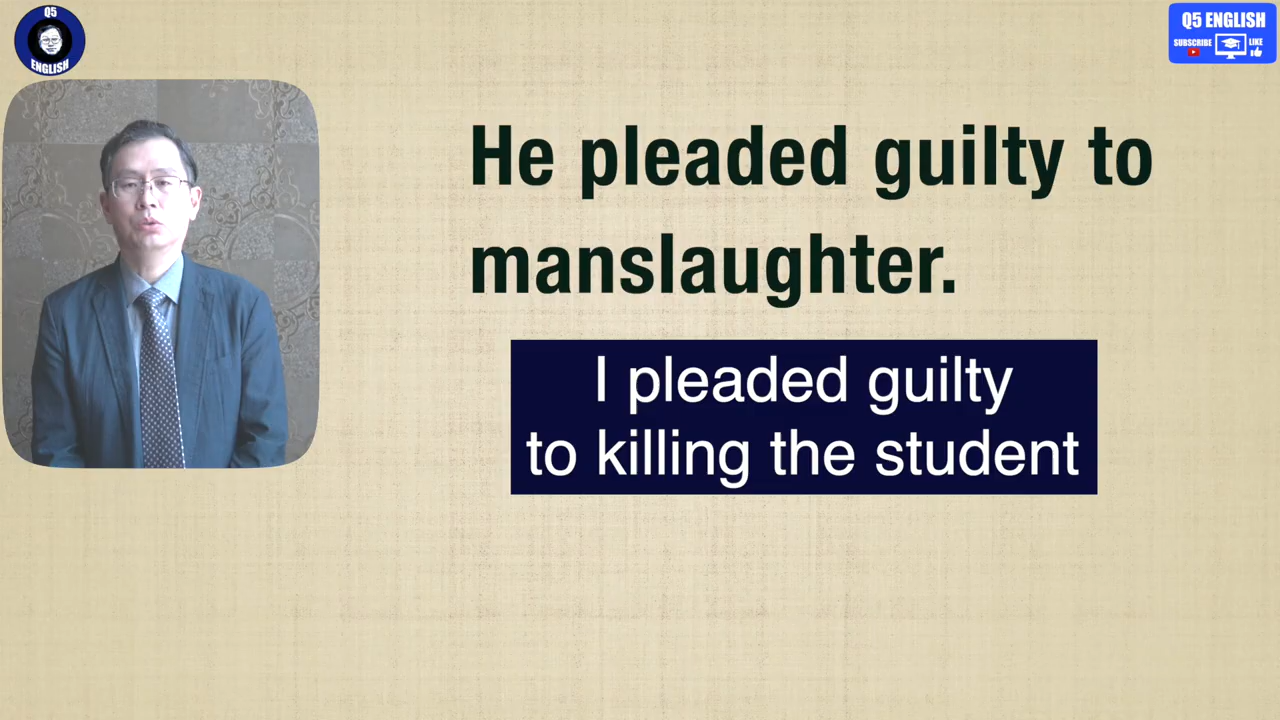 Q5
ENGLISH
Q5 ENGLISH
SUBSCRIBE
LIKE
He pleaded guilty to
manslaughter.
I pleaded guilty
to killing the student